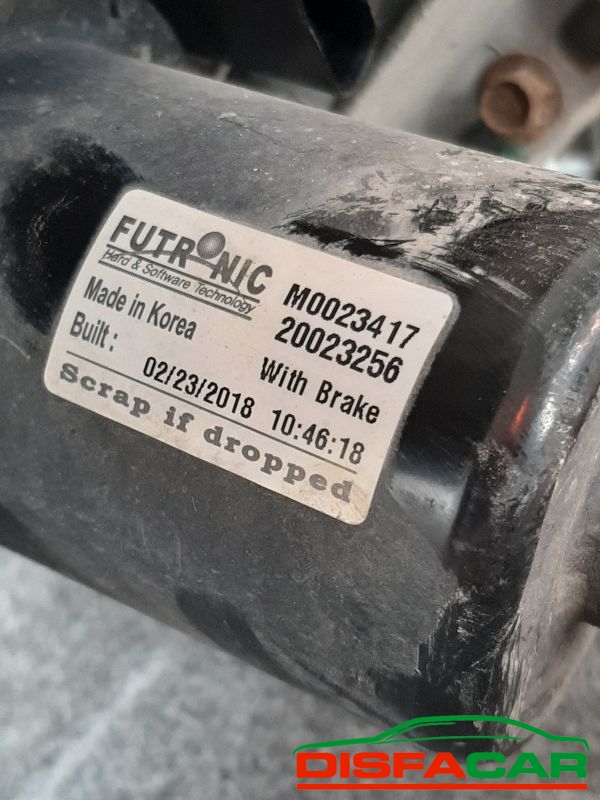 FUTRONIC
Hard & Software Technology
M0023417
Made in Korea
20023256
Built :
With Brake
02/23/2018 10:46:18
Scrap if dropped
DISFACAR